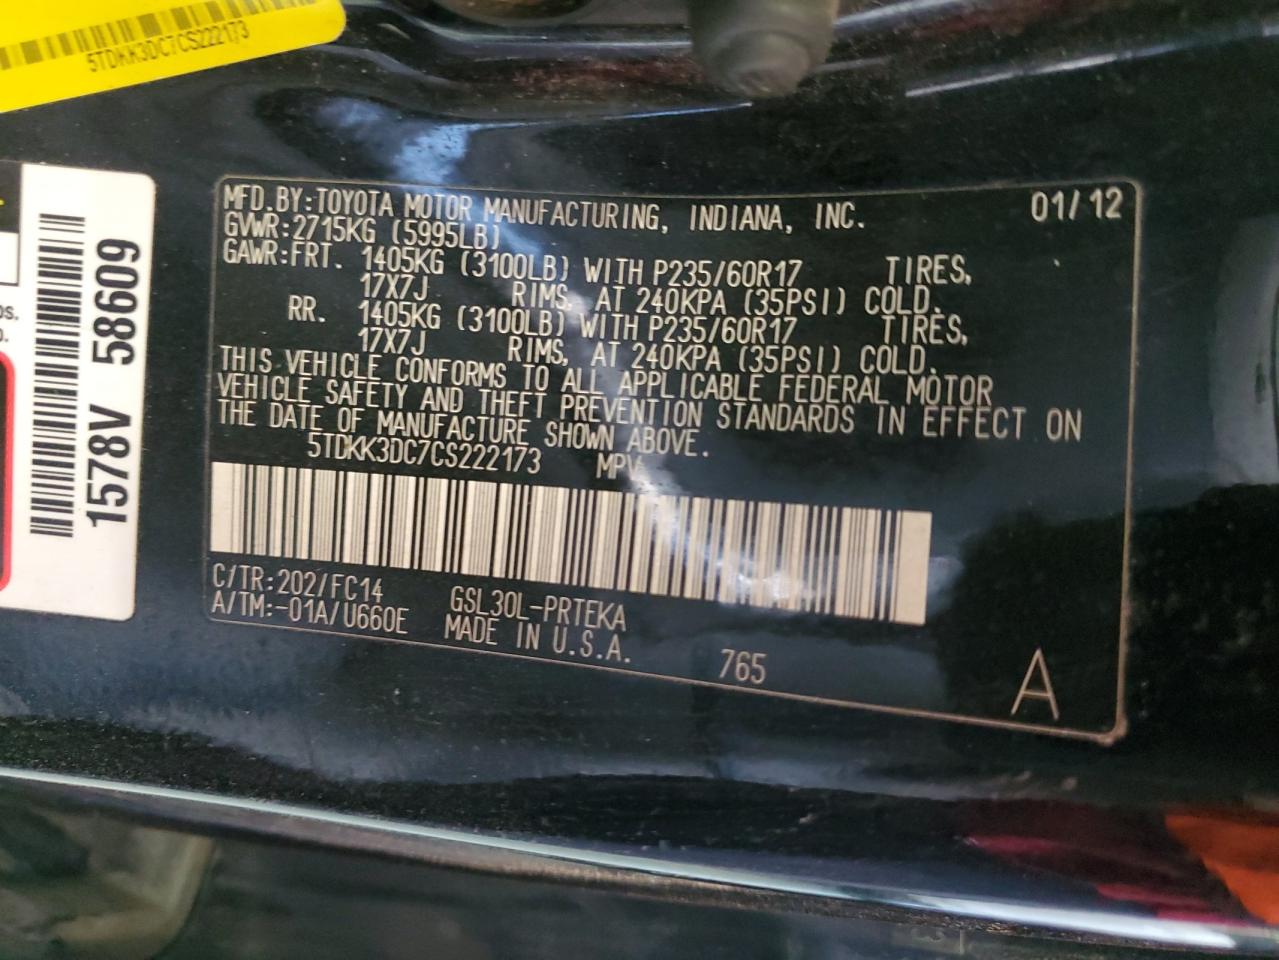 5TDKK3DC7CS222173
MFD.BY:TOYOTA MOTOR MANUFACTURING, INDIANA, INC. 01/12
GVWR:2715KG (5995LB)
GAWR:FRT. 1405KG (3100LB) WITH P235/60R17 TIRES,
17X7J RIMS, AT 240KPA (35PSI) COLD.
RR. 1405KG (3100LB) WITH P235/60R17 TIRES,
17X7J RIMS, AT 240KPA (35PSI) COLD.
THIS VEHICLE CONFORMS TO ALL APPLICABLE FEDERAL MOTOR
VEHICLE SAFETY AND THEFT PREVENTION STANDARDS IN EFFECT ON
THE DATE OF MANUFACTURE SHOWN ABOVE.
5TDKK3DC7CS222173 MPV
C/TR:202/FC14 GSL30L-PRTEKA
A/TM:-01A/U660E MADE IN U.S.A. 765 A
1578V 58609